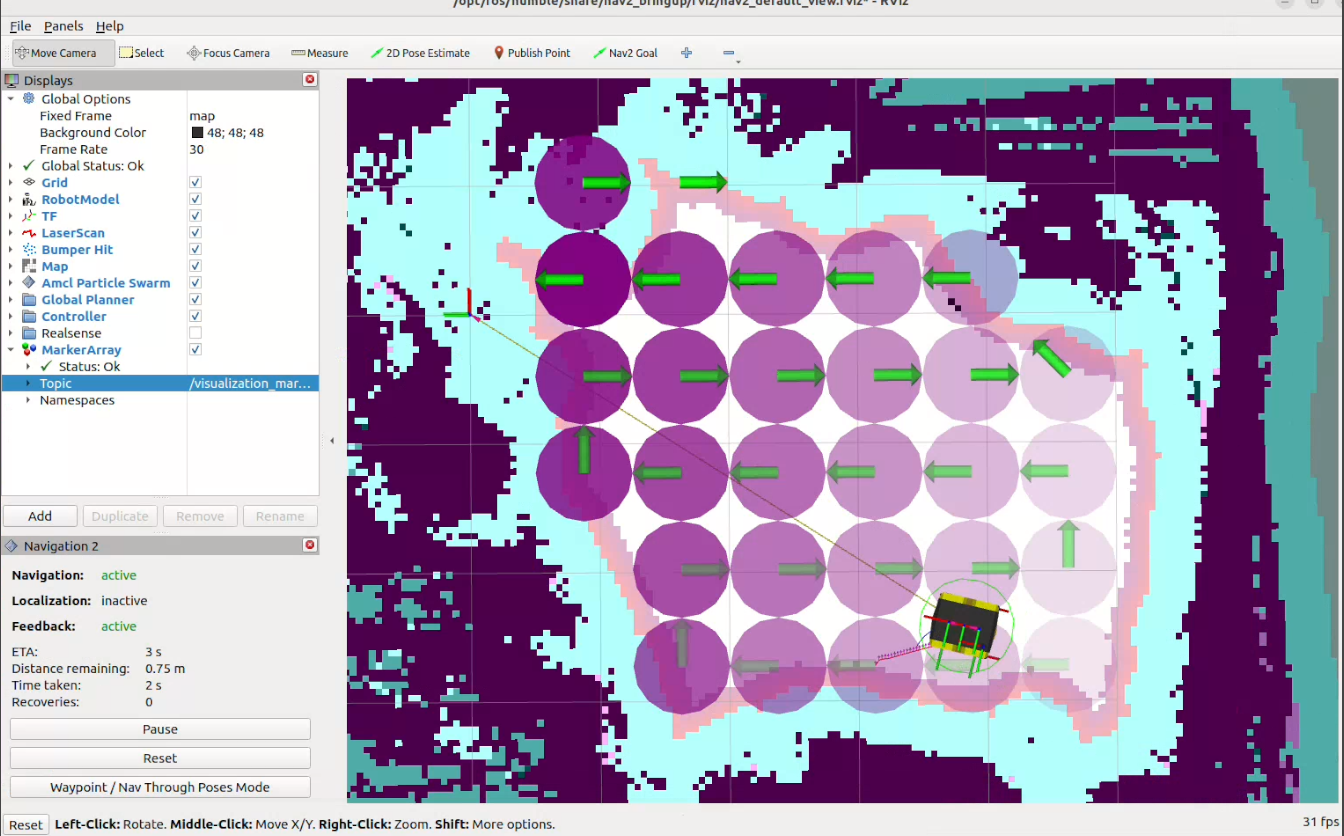 /opt/ros/humble/share/nav2_bringup/rviz/nav2_default_view.rviz* - RViz
File Panels Help
Move Camera Select Focus Camera Measure 2D Pose Estimate Publish Point Nav2 Goal
Displays
Global Options
Fixed Frame map
Background Color 48; 48; 48
Frame Rate 30
Global Status: Ok
Grid
RobotModel
TF
LaserScan
Bumper Hit
Map
Amcl Particle Swarm
Global Planner
Controller
Realsense
MarkerArray
Status: Ok
Topic /visualization_mar...
Namespaces
Add Duplicate Remove Rename
Navigation 2
Navigation: active
Localization: inactive
Feedback: active
ETA: 3 s
Distance remaining: 0.75 m
Time taken: 2 s
Recoveries: 0
Pause
Reset
Waypoint / Nav Through Poses Mode
Reset Left-Click: Rotate. Middle-Click: Move X/Y. Right-Click: Zoom. Shift: More options. 31 fps